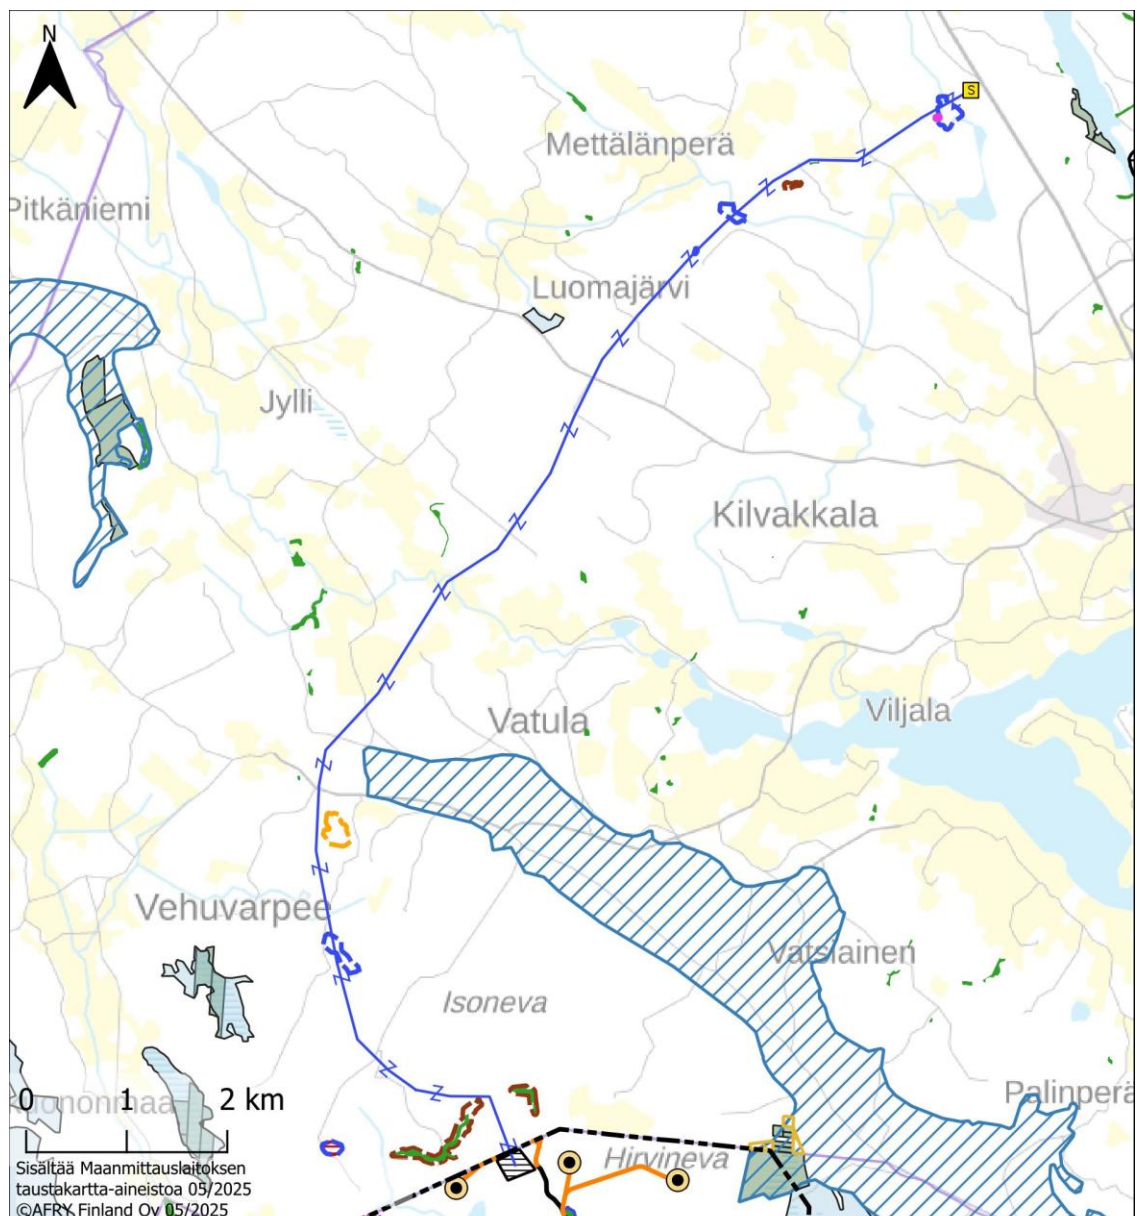 N
S
Mettälänperä
Pitkäniemi
Luomajärvi
Jylli
Kilvakkala
Vatula
Viljala
Vehuvarpee
Vatsiainen
Isoneva
Palinperä
0 1 2 km
Hirvineva
Sisältää Maanmittauslaitoksen
taustakartta-aineistoa 05/2025
©AFRY Finland Oy 05/2025